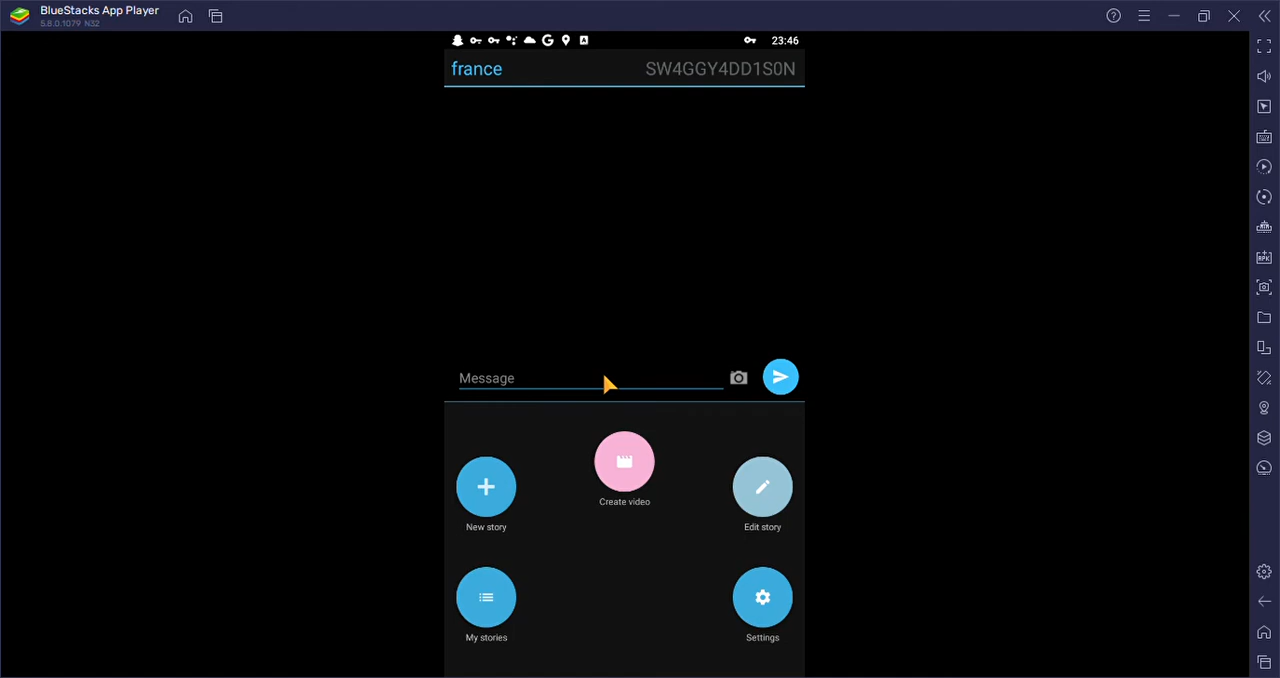 BlueStacks App Player
5.8.0.1079 N32
23:46
france SW4GGY4DD1S0N
Message
Create video
New story
Edit story
My stories
Settings